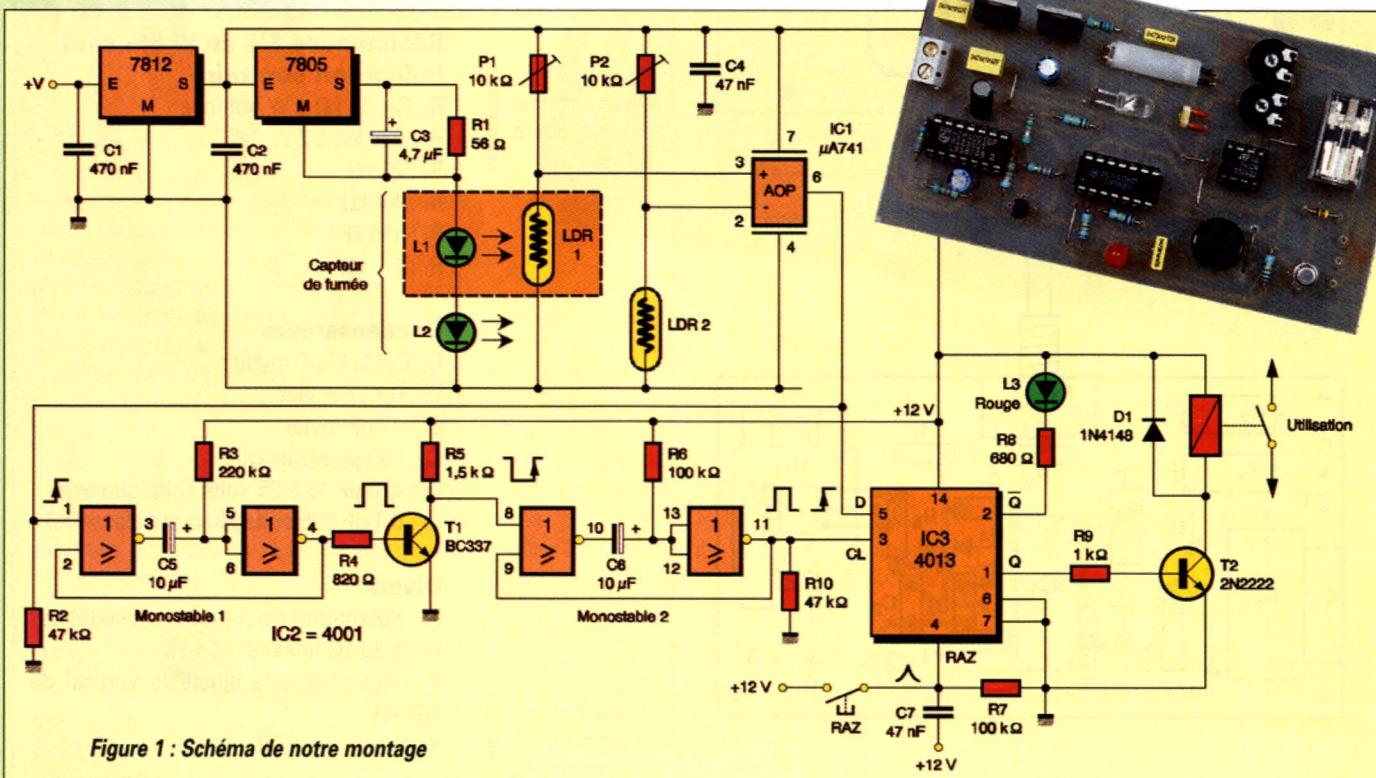 +V
7812
E
S
M
7805
E
S
M
C1
470 nF
C2
470 nF
C3
4,7 µF
+
R1
56 Ω
P1
10 kΩ
P2
10 kΩ
C4
47 nF
IC1
µA741
7
3
+
AOP
6
2
-
4
L1
LDR
1
Capteur
de fumée
L2
LDR 2
+12 V
L3
Rouge
D1
1N4148
Utilisation
R3
220 kΩ
R5
1,5 kΩ
R6
100 kΩ
R8
680 Ω
1
2
1
≥
3
C5
10 µF
+
5
6
1
≥
4
R4
820 Ω
T1
BC337
8
9
1
≥
10
C6
10 µF
+
13
12
1
≥
11
D
5
CL
3
14
Q
2
IC3
4013
Q
1
6
7
4
R9
1 kΩ
T2
2N2222
R2
47 kΩ
Monostable 1
IC2 = 4001
Monostable 2
R10
47 kΩ
RAZ
+12 V
RAZ
C7
47 nF
R7
100 kΩ
+12 V
Figure 1 : Schéma de notre montage